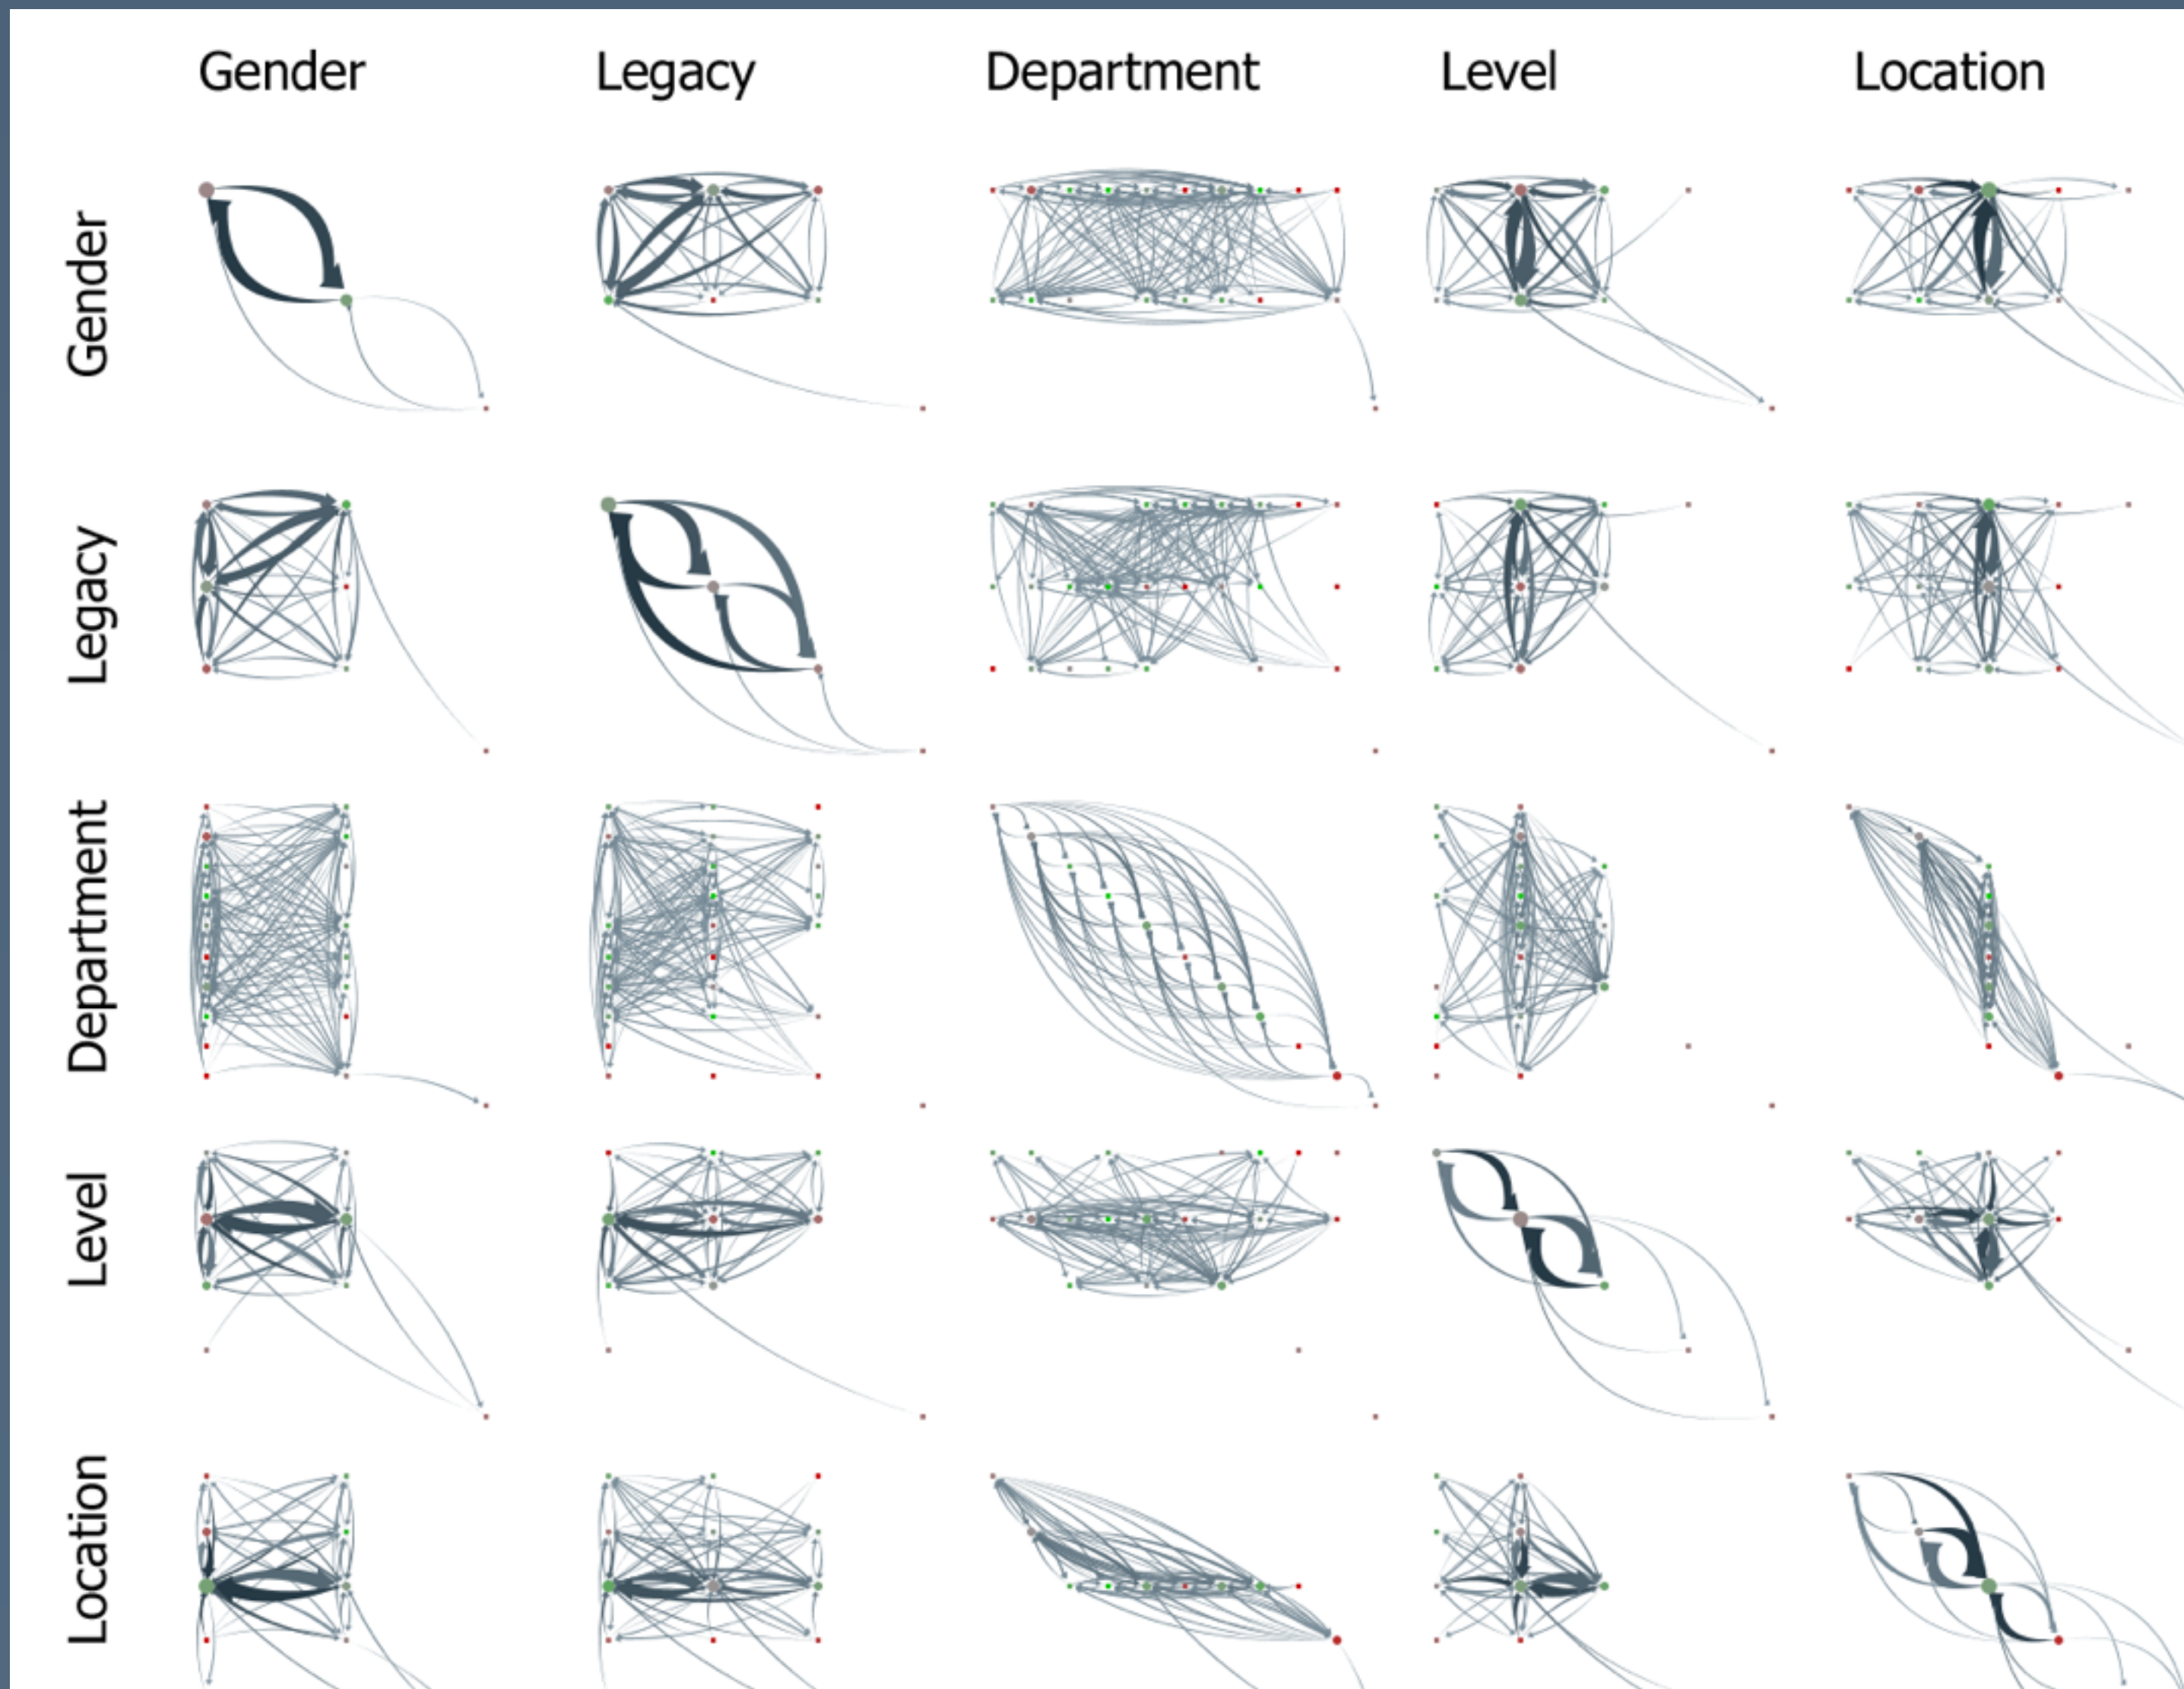 Gender
Legacy
Department
Level
Location
Gender
Legacy
Department
Level
Location